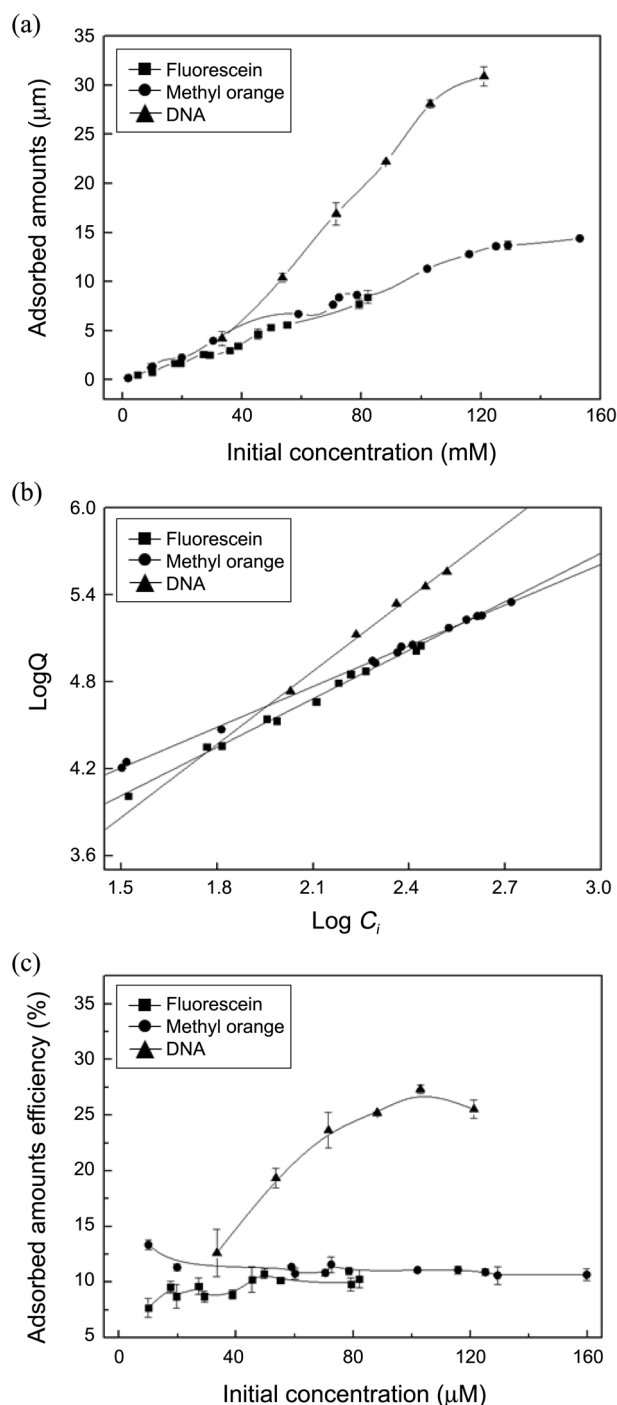 (a)
Fluorescein
Methyl orange
DNA
Adsorbed amounts (μm)
35
30
25
20
15
10
5
0
0 40 80 120 160
Initial concentration (mM)
(b)
Fluorescein
Methyl orange
DNA
LogQ
6.0
5.4
4.8
4.2
3.6
1.5 1.8 2.1 2.4 2.7 3.0
Log Ci
(c)
Fluorescein
Methyl orange
DNA
Adsorbed amounts efficiency (%)
35
30
25
20
15
10
5
0 40 80 120 160
Initial concentration (μM)